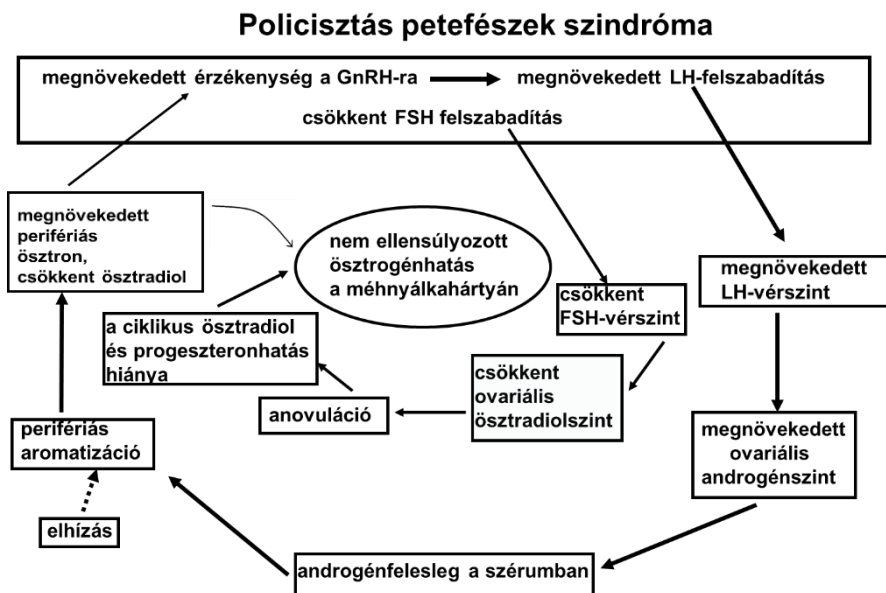 Policisztás petefészek szindróma
megnövekedett érzékenység a GnRH-ra
megnövekedett LH-felszabadítás
csökkent FSH felszabadítás
megnövekedett
perifériás
ösztron,
csökkent ösztradiol
nem ellensúlyozott
ösztrogénhatás
a méhnyálkahártyán
megnövekedett
LH-vérszint
csökkent
FSH-vérszint
a ciklikus ösztradiol
és progeszteronhatás
hiánya
csökkent
ovariális
ösztradiolszint
anovuláció
perifériás
aromatizáció
megnövekedett
ovariális
androgénszint
elhízás
androgénfelesleg a szérumban